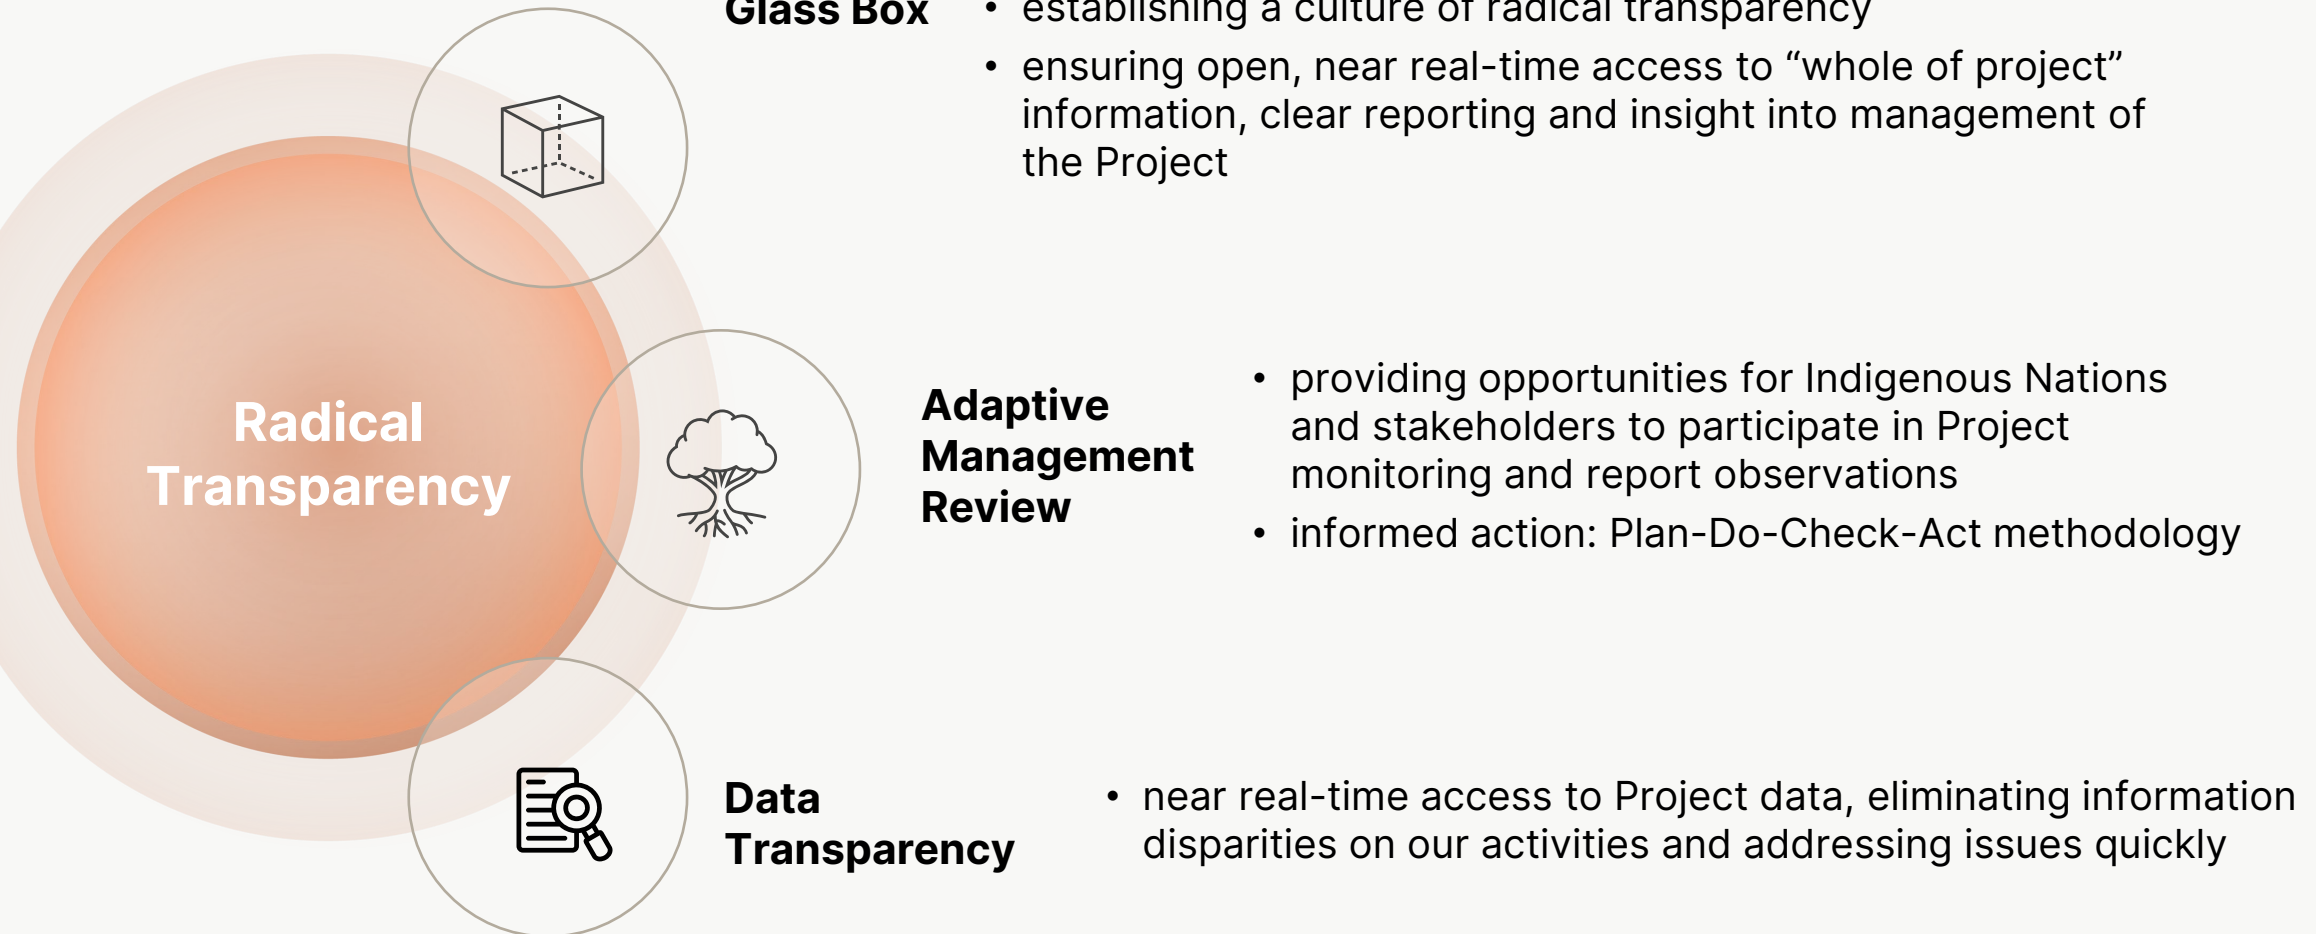 Glass Box
• establishing a culture of radical transparency
• ensuring open, near real-time access to “whole of project”
information, clear reporting and insight into management of
the Project
Radical
Transparency
Adaptive
Management
Review
• providing opportunities for Indigenous Nations
and stakeholders to participate in Project
monitoring and report observations
• informed action: Plan-Do-Check-Act methodology
Data
Transparency
• near real-time access to Project data, eliminating information
disparities on our activities and addressing issues quickly